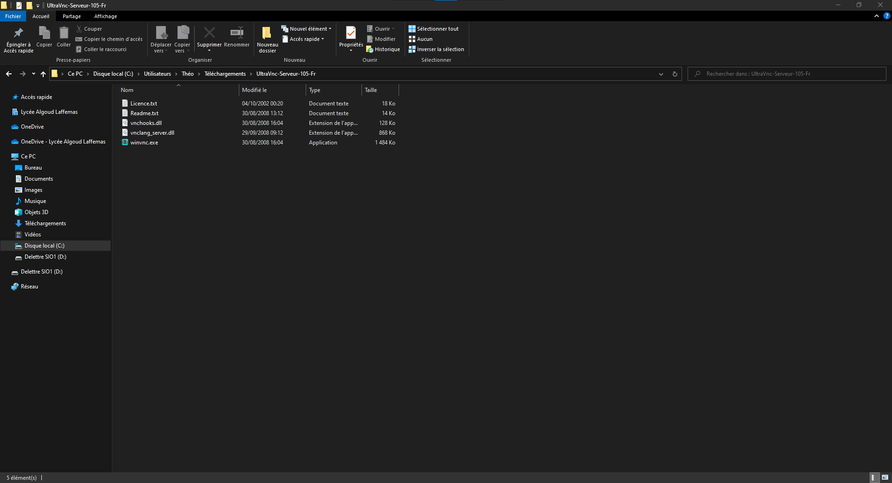 UltraVnc-Serveur-105-Fr
Fichier Accueil Partage Affichage
Épingler à Accès rapide
Copier
Coller
Couper
Copier le chemin d'accès
Coller le raccourci
Presse-papiers
Déplacer vers
Copier vers
Supprimer
Renommer
Organiser
Nouveau dossier
Nouvel élément
Accès rapide
Nouveau
Propriétés
Ouvrir
Modifier
Historique
Ouvrir
Sélectionner tout
Aucun
Inverser la sélection
Sélectionner
Ce PC > Disque local (C:) > Utilisateurs > Théo > Téléchargements > UltraVnc-Serveur-105-Fr
Rechercher dans : UltraVnc-Serveur-105-Fr
Accès rapide
Lycée Algoud Laffemas
OneDrive
OneDrive - Lycée Algoud Laffemas
Ce PC
Bureau
Documents
Images
Musique
Objets 3D
Téléchargements
Vidéos
Disque local (C:)
Delettre SIO1 (D:)
Delettre SIO1 (D:)
Réseau
Nom Modifié le Type Taille
Licence.txt 04/10/2002 00:20 Document texte 18 Ko
Readme.txt 30/08/2008 13:12 Document texte 14 Ko
vnchooks.dll 30/08/2008 16:04 Extension de l'app... 128 Ko
vnclang_server.dll 29/09/2008 09:12 Extension de l'app... 868 Ko
winvnc.exe 30/08/2008 16:04 Application 1 484 Ko
5 élément(s)